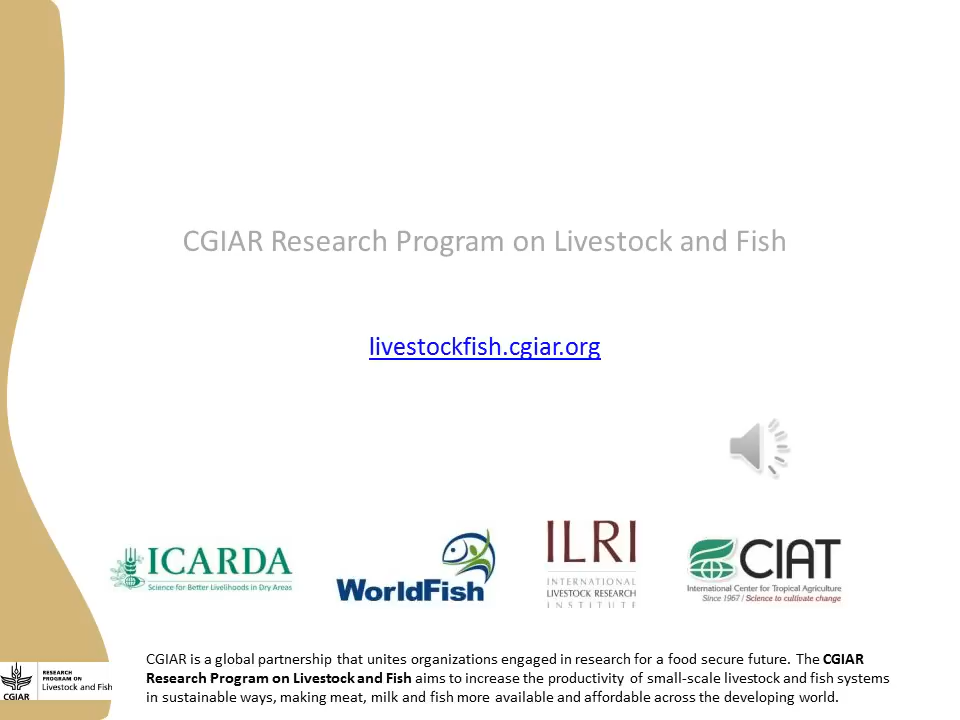 CGIAR Research Program on Livestock and Fish
livestockfish.cgiar.org
ICARDA
Science for Better Livelihoods in Dry Areas
WorldFish
ILRI
INTERNATIONAL
LIVESTOCK RESEARCH
INSTITUTE
CIAT
International Center for Tropical Agriculture
Since 1967 / Science to cultivate change
CGIAR is a global partnership that unites organizations engaged in research for a food secure future. The CGIAR
Research Program on Livestock and Fish aims to increase the productivity of small-scale livestock and fish systems
in sustainable ways, making meat, milk and fish more available and affordable across the developing world.
CGIAR
RESEARCH
PROGRAM ON
Livestock and Fish